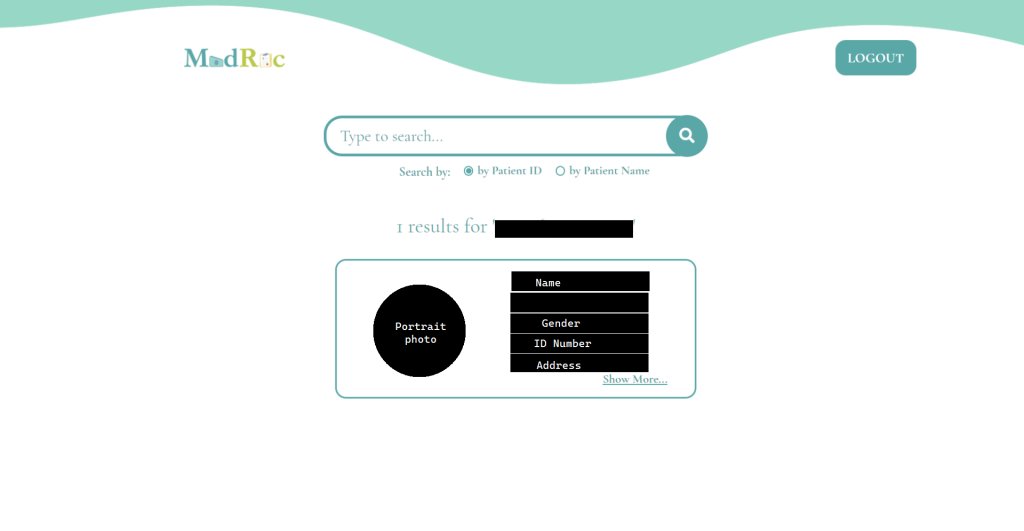 MedRec
LOGOUT
Type to search...
Search by: by Patient ID by Patient Name
1 results for '
Name
Portrait
photo
Gender
ID Number
Address
Show More...